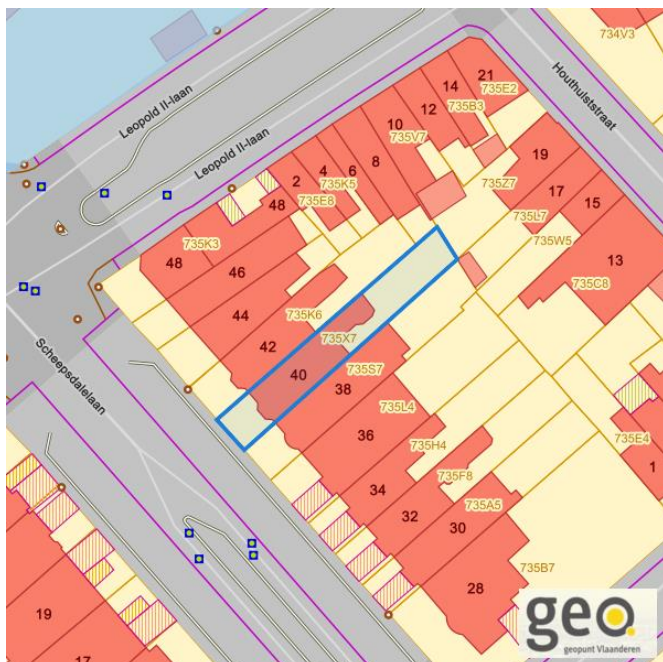 734V3
Houthulststraat
Leopold II-laan
Leopold II-laan
21
735E2
14
735B3
12
10
735V7
8
6
4
735K5
2
735E8
48
735K3
48
46
44
735K6
42
735X7
40
735S7
38
735L4
36
735H4
34
735F8
32
735A5
30
28
735B7
19
735Z7
17
735L7
15
735W5
13
735C8
735E4
1
Scheepsdalelaan
19
17
geo
geopunt Vlaanderen